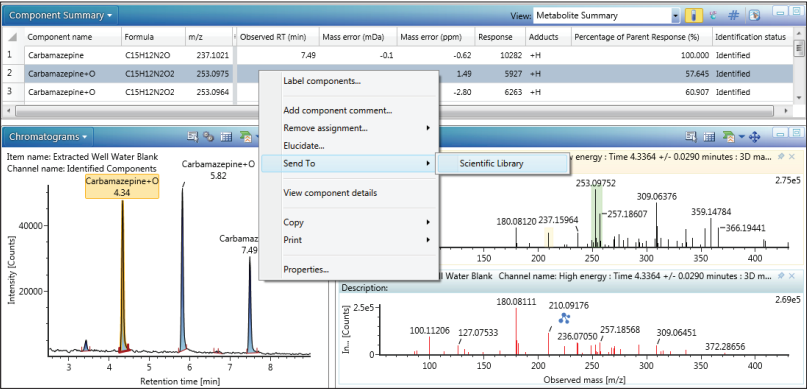 Component Summary
View: Metabolite Summary
Component name Formula m/z Observed RT (min) Mass error (mDa) Mass error (ppm) Response Adducts Percentage of Parent Response (%) Identification status
1 Carbamazepine C15H12N2O 237.1021 7.49 -0.1 -0.62 10282 +H 100.000 Identified
2 Carbamazepine+O C15H12N2O2 253.0975 1.49 5927 +H 57.645 Identified
3 Carbamazepine+O C15H12N2O2 253.0964 -2.80 6263 +H 60.907 Identified
Label components...
Add component comment...
Remove assignment...
Elucidate...
Send To
Scientific Library
View component details
Copy
Print
Properties...
Chromatograms
Item name: Extracted Well Water Blank
Channel name: Identified Components
Carbamazepine+O
4.34
Carbamazepine+O
5.82
Carbamaz
7.49
Intensity [Counts]
40000
20000
3 4 5 6 7 8
Retention time [min]
energy : Time 4.3364 +/- 0.0290 minutes : 3D ma...
2.75e5
253.09752
309.06376
180.08120
237.15964
257.18607
359.14784
366.19441
150 200 250 300 350 400
ll Water Blank Channel name: High energy : Time 4.3364 +/- 0.0290 minutes : 3D m...
Description:
2.69e5
180.08111
210.09176
100.11206
127.07533
236.07050
257.18568
309.06451
372.28656
In... [Counts]
2.5e5
0
100 150 200 250 300 350 400
Observed mass [m/z]